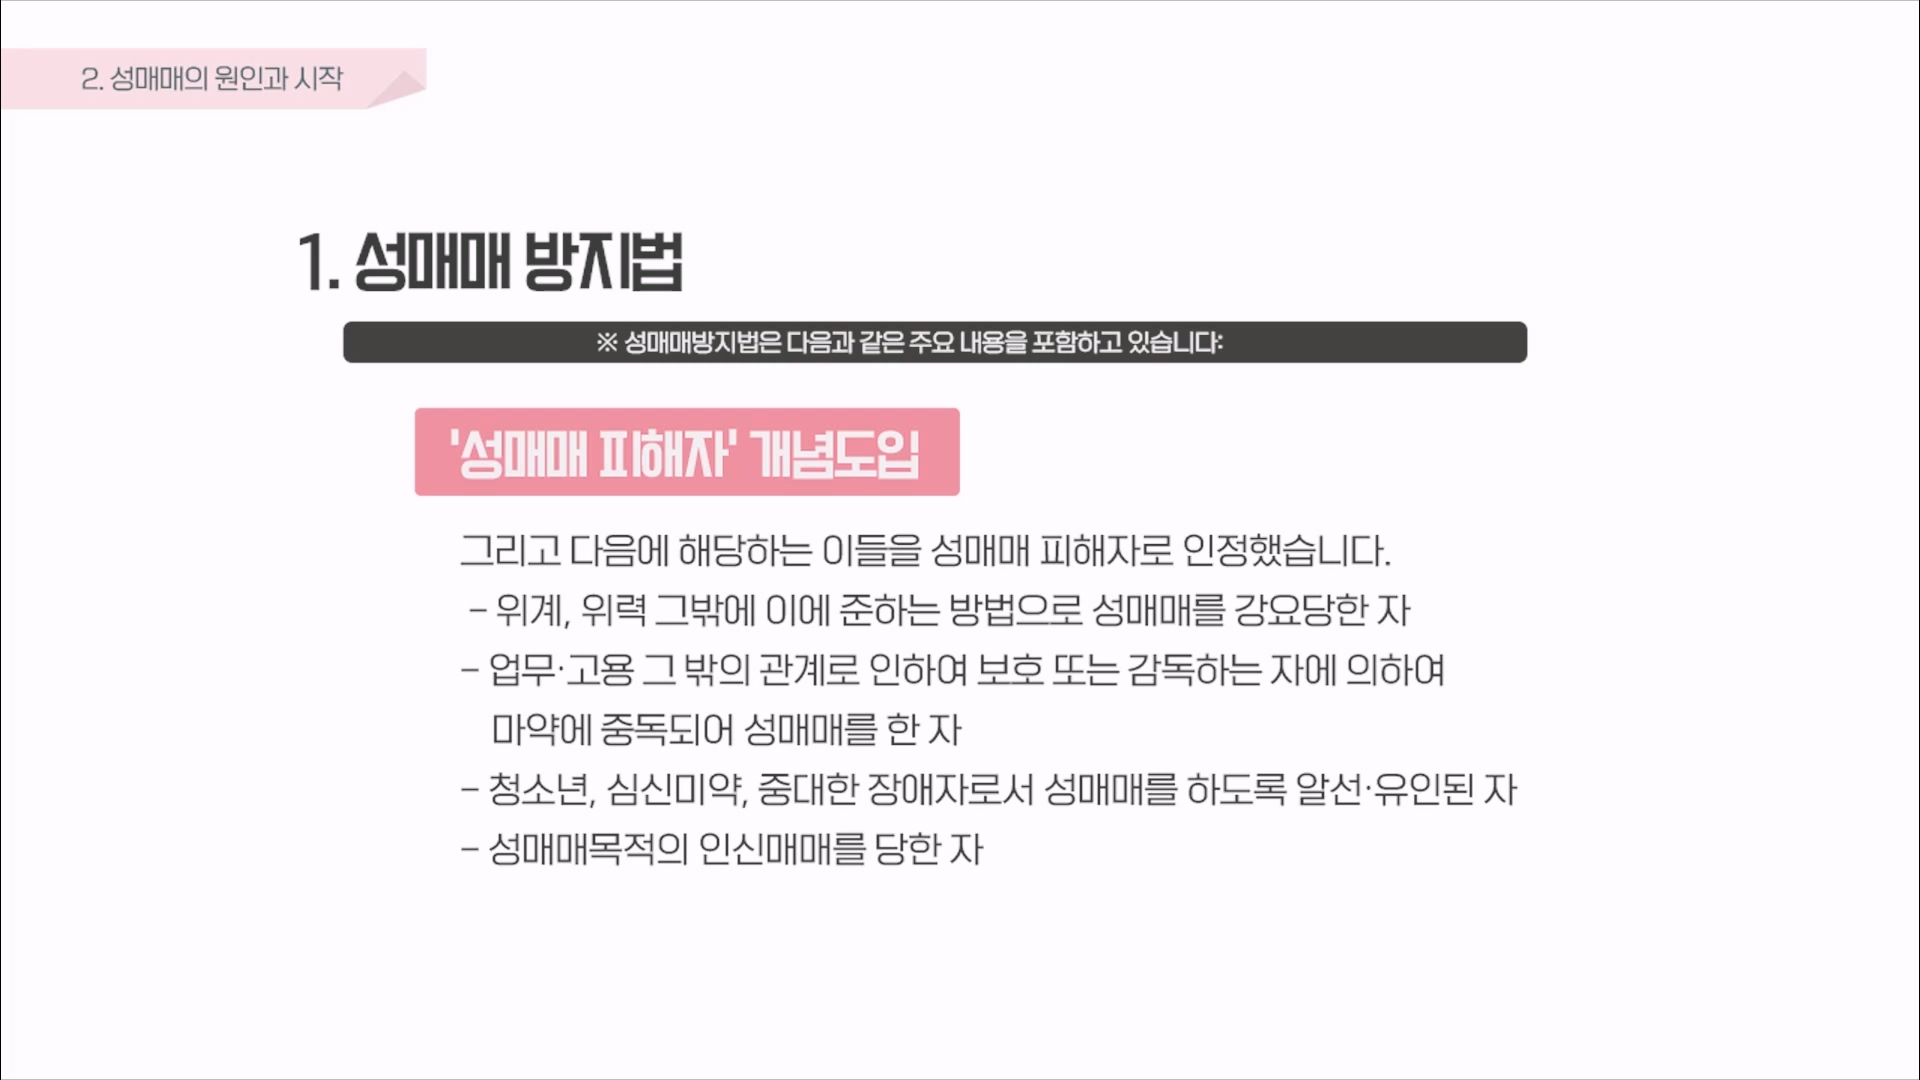 2. 성매매의 원인과 시작
1. 성매매 방지법
※ 성매매방지법은 다음과 같은 주요 내용을 포함하고 있습니다:
'성매매 피해자' 개념도입
그리고 다음에 해당하는 이들을 성매매 피해자로 인정했습니다.
– 위계, 위력 그밖에 이에 준하는 방법으로 성매매를 강요당한 자
– 업무·고용 그 밖의 관계로 인하여 보호 또는 감독하는 자에 의하여
마약에 중독되어 성매매를 한 자
– 청소년, 심신미약, 중대한 장애자로서 성매매를 하도록 알선·유인된 자
– 성매매목적의 인신매매를 당한 자